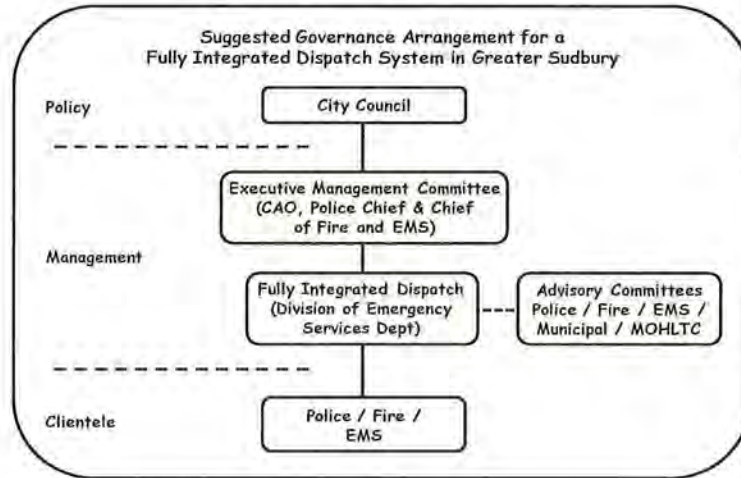 Suggested Governance Arrangement for a
Fully Integrated Dispatch System in Greater Sudbury
Policy
City Council
Executive Management Committee
(CAO, Police Chief & Chief
of Fire and EMS)
Management
Fully Integrated Dispatch
(Division of Emergency
Services Dept)
Advisory Committees
Police / Fire / EMS /
Municipal / MOHLTC
Clientele
Police / Fire /
EMS